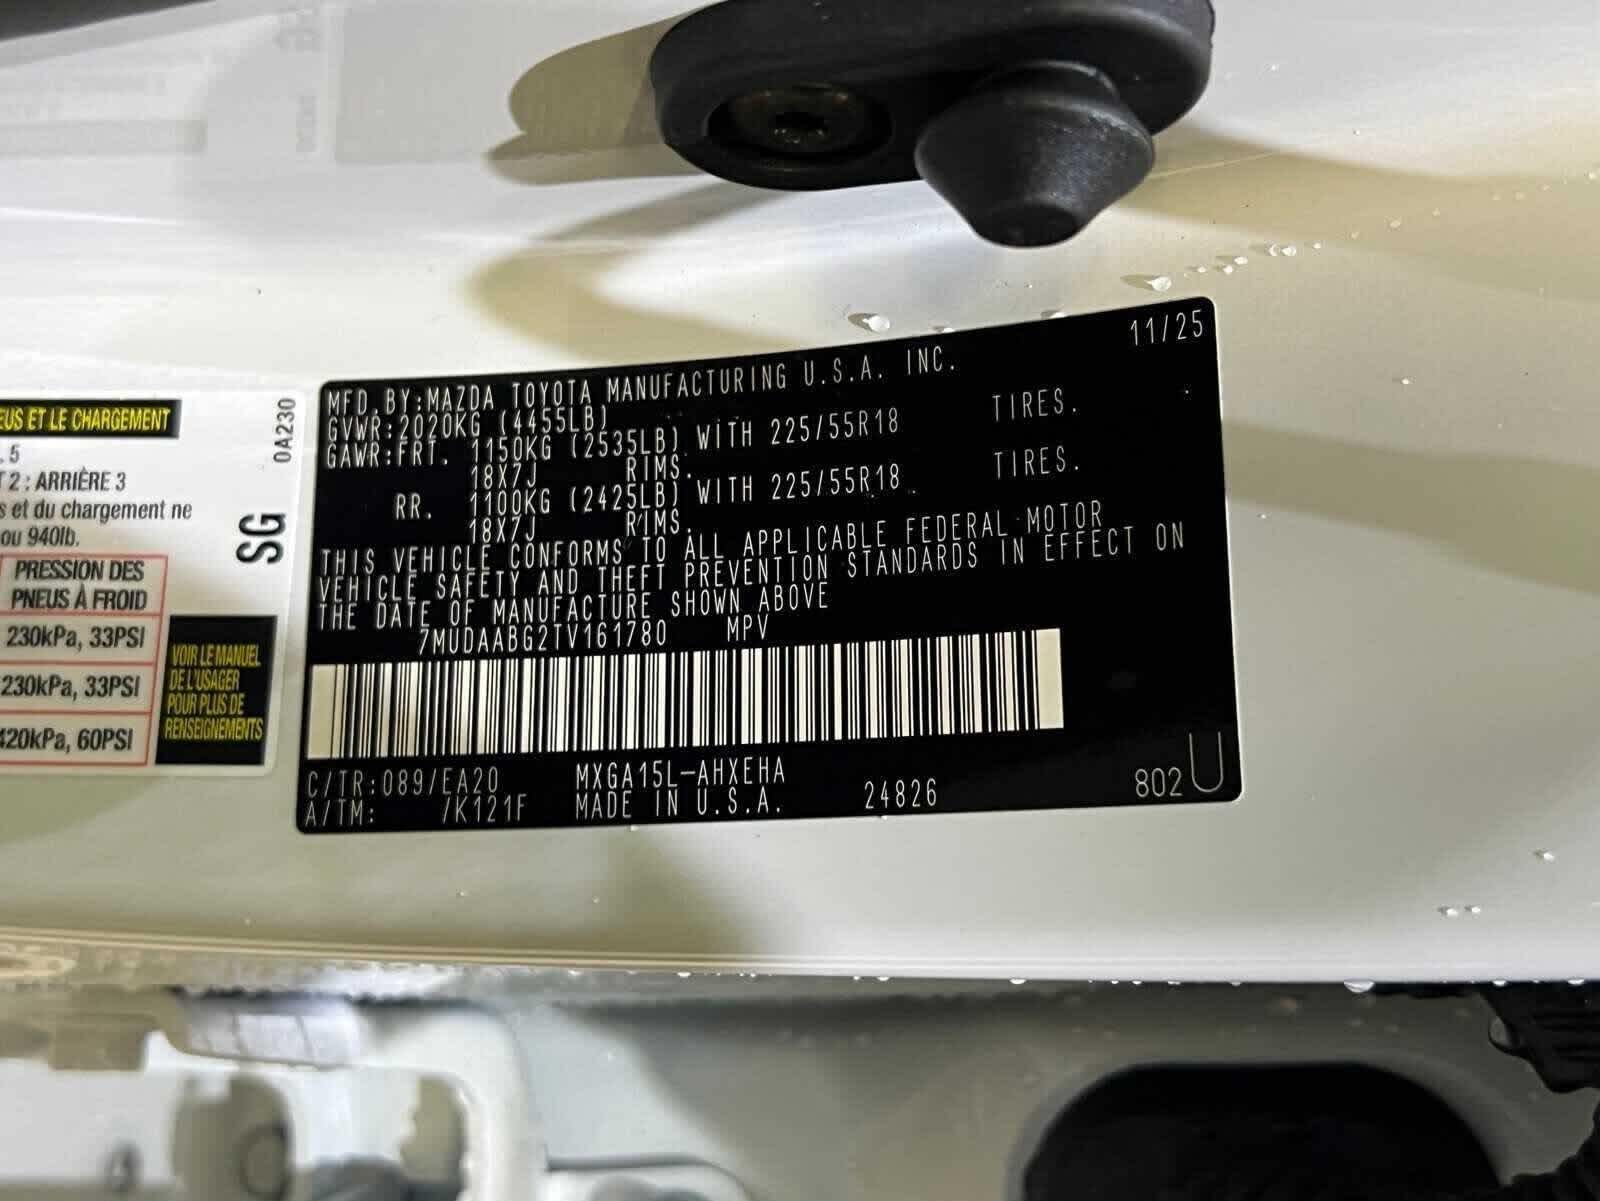 EUS ET LE CHARGEMENT
. 5
T 2 : ARRIÈRE 3
s et du chargement ne
ou 940lb.
PRESSION DES
PNEUS À FROID
230kPa, 33PSI
230kPa, 33PSI
420kPa, 60PSI
0A230
SG
VOIR LE MANUEL
DE L'USAGER
POUR PLUS DE
RENSEIGNEMENTS
11/25
MFD.BY:MAZDA TOYOTA MANUFACTURING U.S.A. INC.
GVWR:2020KG (4455LB)
GAWR:FRT. 1150KG (2535LB) WITH 225/55R18 TIRES.
18X7J RIMS.
RR. 1100KG (2425LB) WITH 225/55R18 TIRES.
18X7J RIMS.
THIS VEHICLE CONFORMS TO ALL APPLICABLE FEDERAL MOTOR
VEHICLE SAFETY AND THEFT PREVENTION STANDARDS IN EFFECT ON
THE DATE OF MANUFACTURE SHOWN ABOVE
7MUDAABG2TV161780 MPV
C/TR:089/EA20 MXGA15L-AHXEHA
A/TM: /K121F MADE IN U.S.A. 24826 802 U